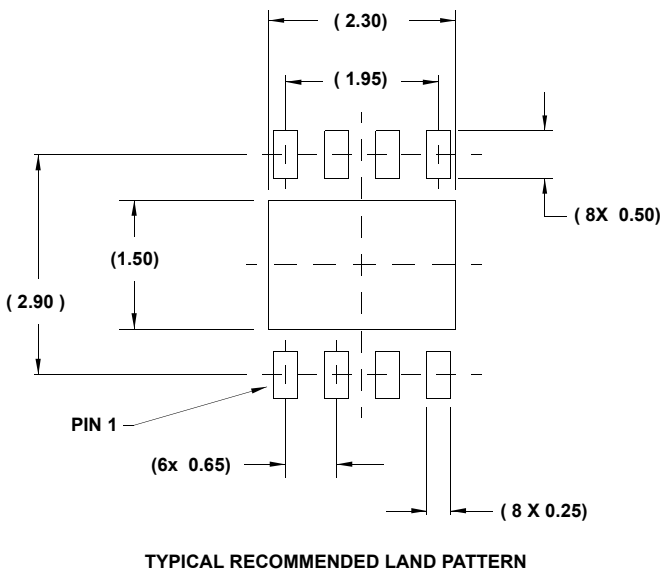 ( 2.30)
( 1.95)
( 8X  0.50)
(1.50)
( 2.90 )
PIN 1
(6x  0.65)
( 8 X 0.25)
TYPICAL RECOMMENDED LAND PATTERN